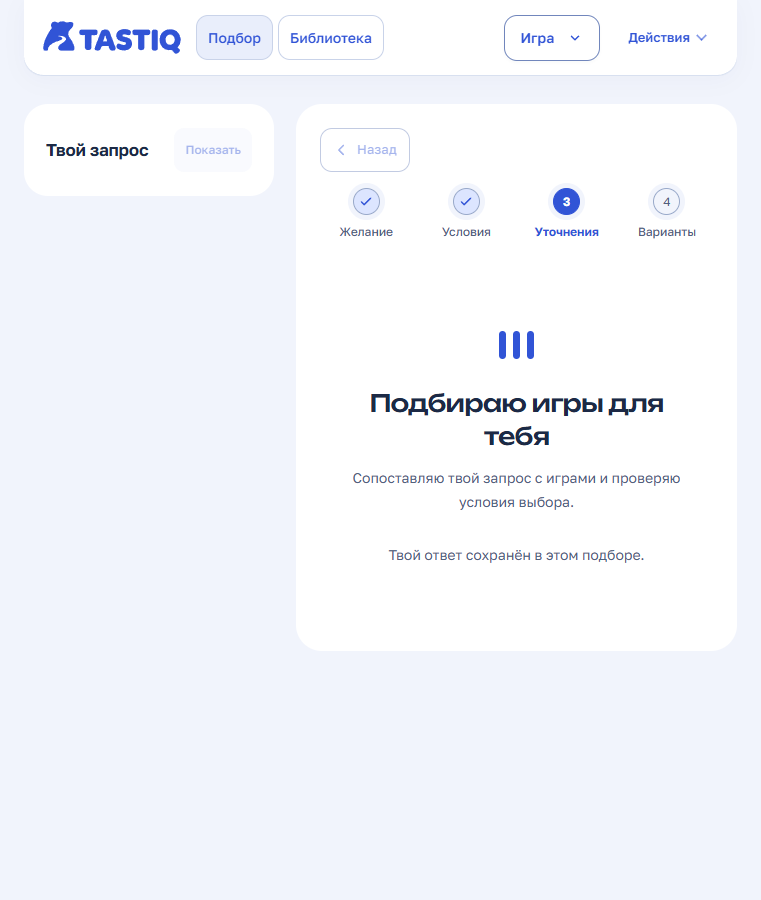 TASTIQ
Подбор
Библиотека
Игра
Действия
Твой запрос
Показать
Назад
3
4
Желание
Условия
Уточнения
Варианты
Подбираю игры для
тебя
Сопоставляю твой запрос с играми и проверяю
условия выбора.
Твой ответ сохранён в этом подборе.